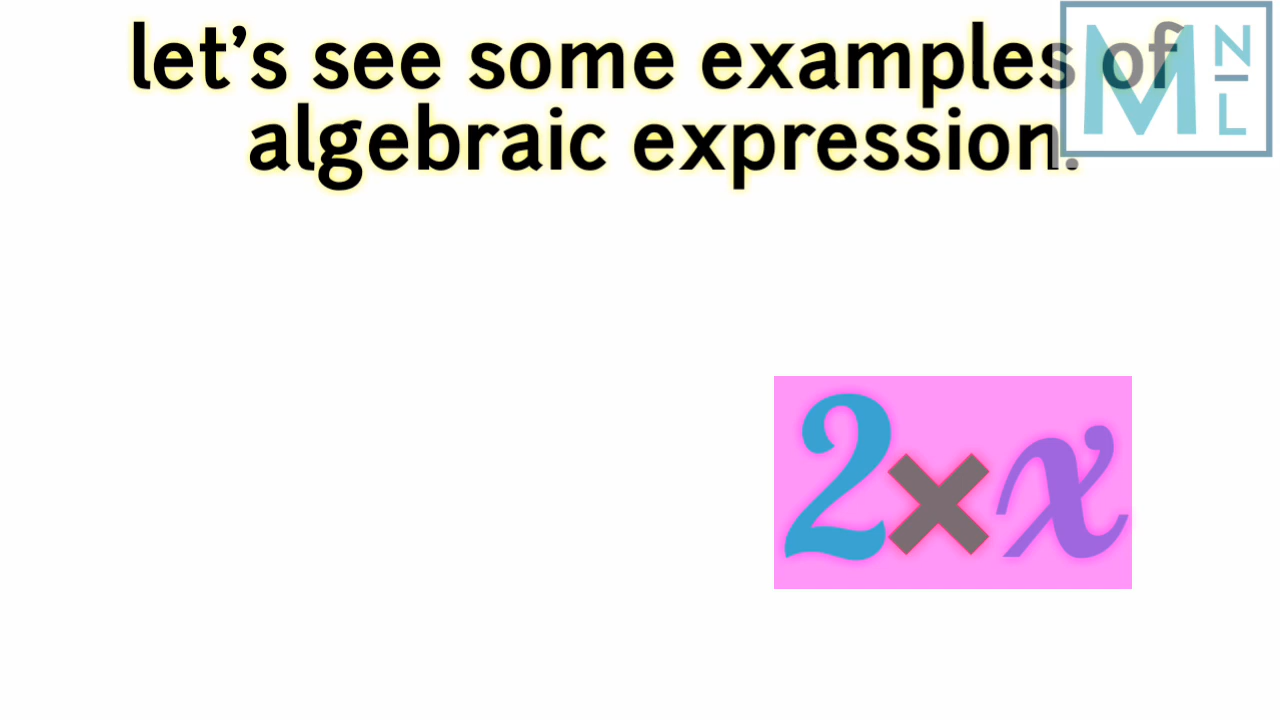 let’s see some examples of
algebraic expression.
M N
L
2×x